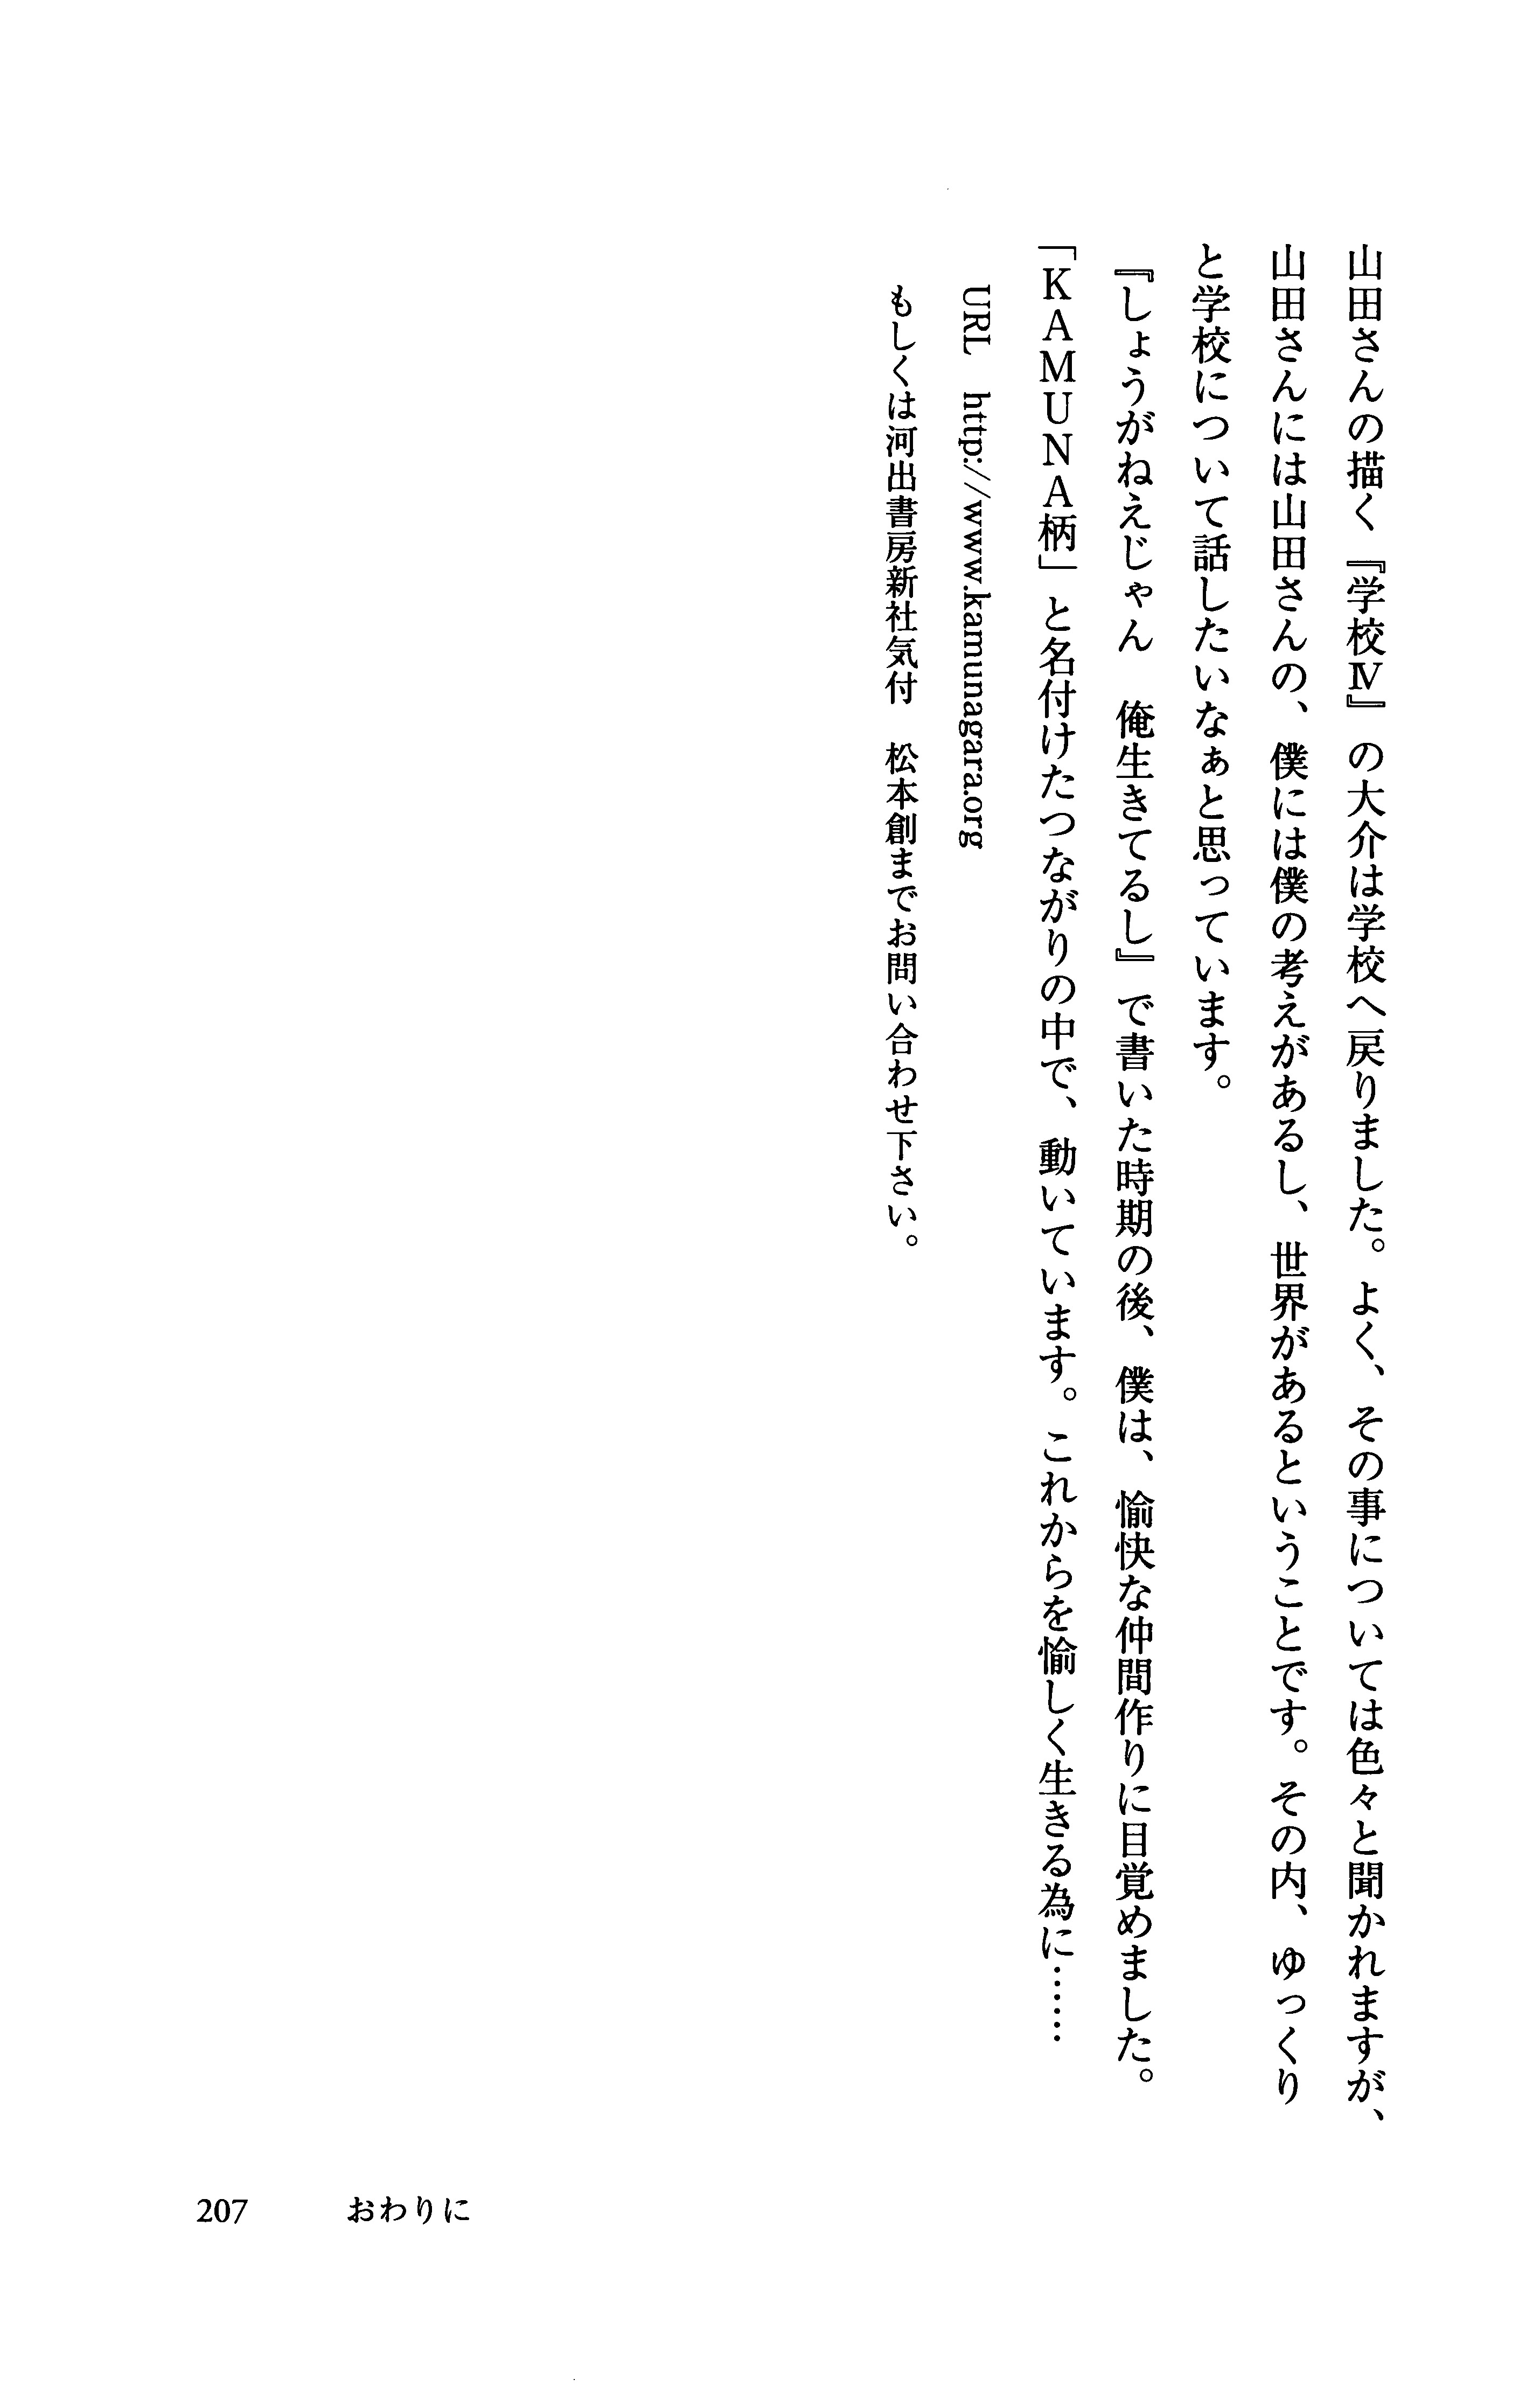 山田さんの描く『学校Ⅳ』の大介は学校へ戻りました。よく、その事については色々と聞かれますが、
山田さんには山田さんの、僕には僕の考えがあるし、世界があるということです。その内、ゆっくり
と学校について話したいなぁと思っています。
『しょうがねえじゃん　俺生きてるし』で書いた時期の後、僕は、愉快な仲間作りに目覚めました。
「KAMUNA柄」と名付けたつながりの中で、動いています。これからを愉しく生きる為に……
URL　http://www.kamunagara.org
もしくは河出書房新社気付　松本創までお問い合わせ下さい。
207　おわりに